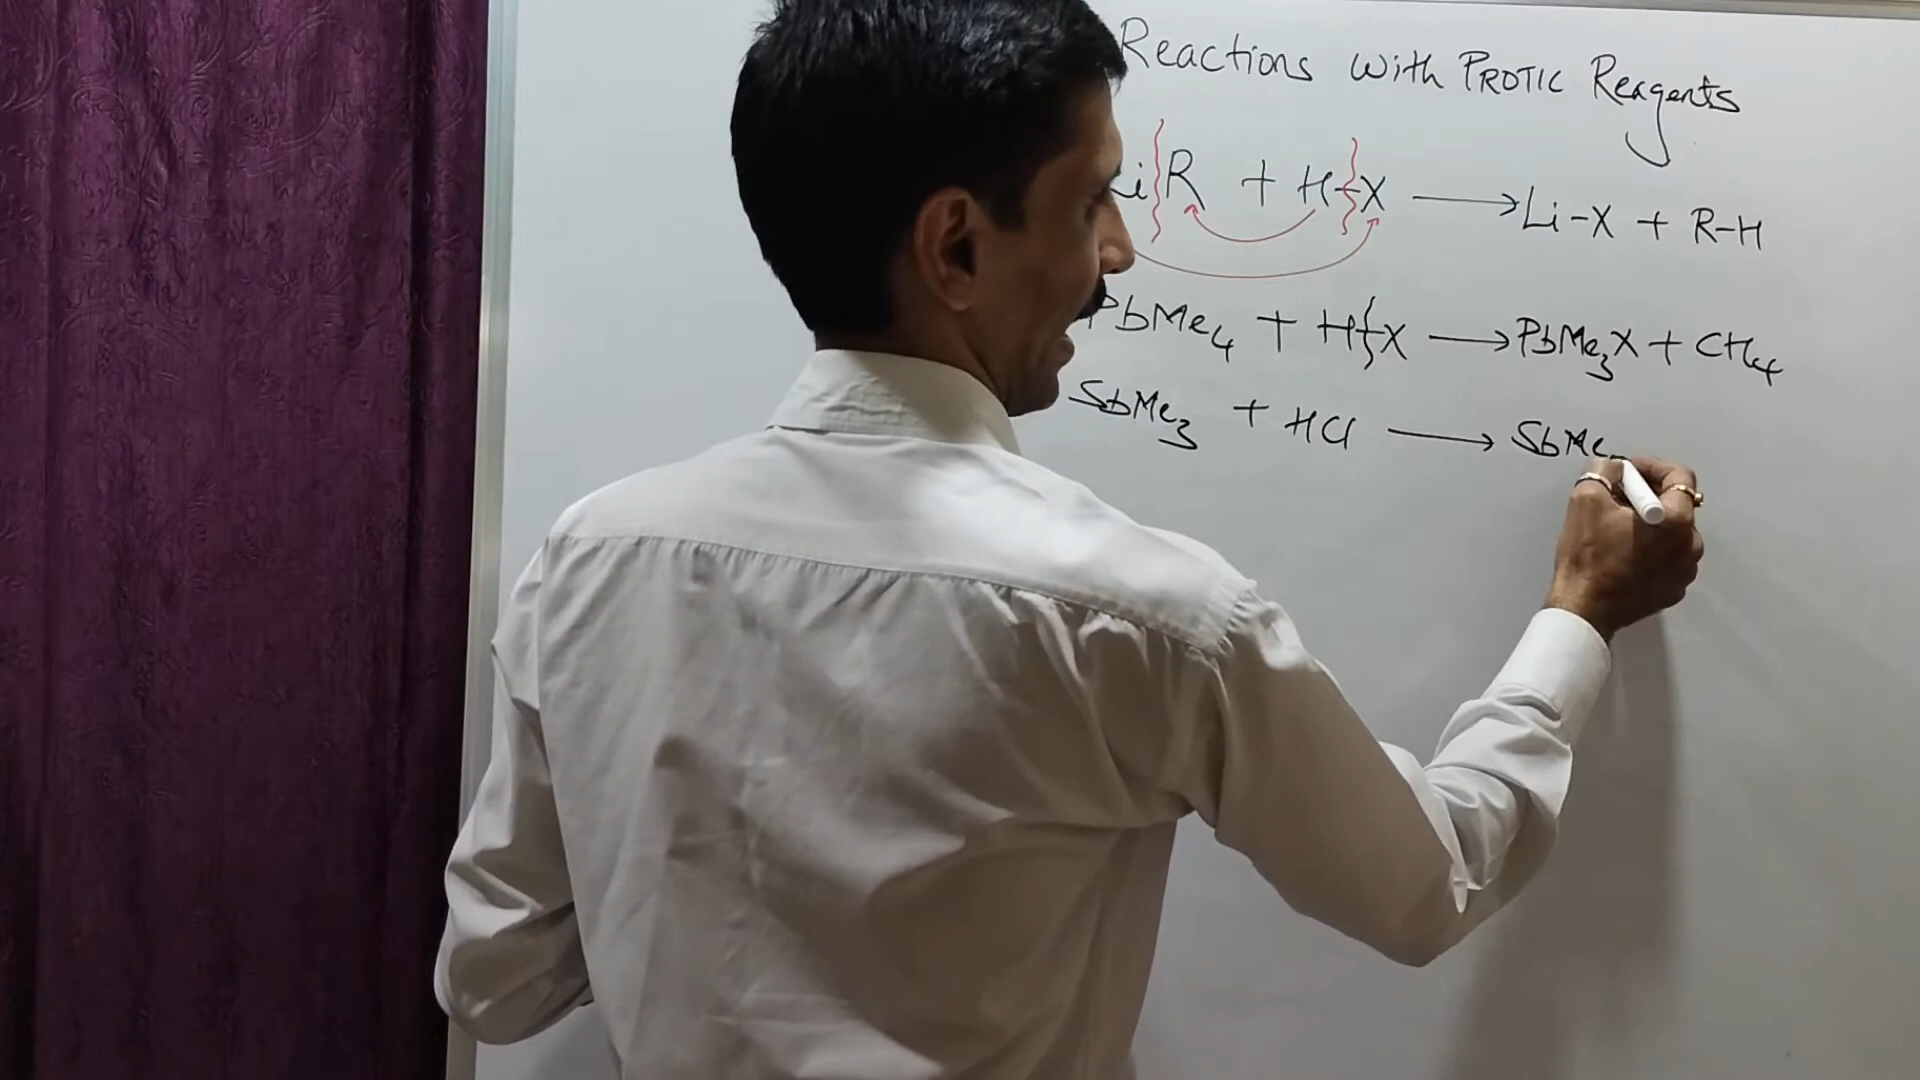 Reactions with PROTIC Reagents
i R + H-X ⟶ Li-X + R-H
PbMe4 + H-X ⟶ PbMe3X + CH4
SbMe3 + HCl ⟶ SbMe